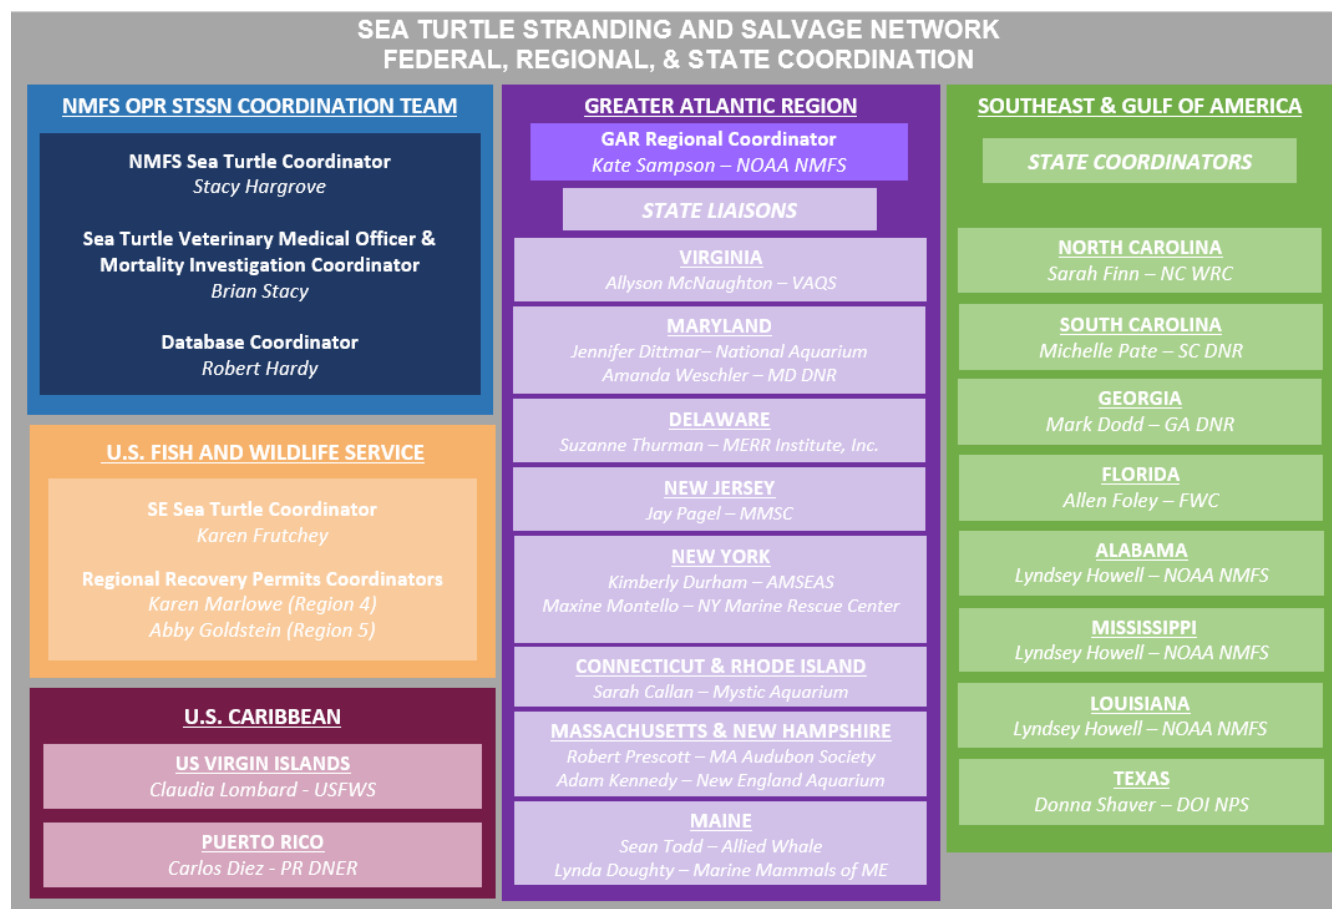 SEA TURTLE STRANDING AND SALVAGE NETWORK
FEDERAL, REGIONAL, & STATE COORDINATION
NMFS OPR STSSN COORDINATION TEAM
NMFS Sea Turtle Coordinator
Stacy Hargrove
Sea Turtle Veterinary Medical Officer &
Mortality Investigation Coordinator
Brian Stacy
Database Coordinator
Robert Hardy
U.S. FISH AND WILDLIFE SERVICE
SE Sea Turtle Coordinator
Karen Frutchey
Regional Recovery Permits Coordinators
Karen Marlowe (Region 4)
Abby Goldstein (Region 5)
U.S. CARIBBEAN
US VIRGIN ISLANDS
Claudia Lombard - USFWS
PUERTO RICO
Carlos Diez - PR DNER
GREATER ATLANTIC REGION
GAR Regional Coordinator
Kate Sampson – NOAA NMFS
STATE LIAISONS
VIRGINIA
Allyson McNaughton – VAQS
MARYLAND
Jennifer Dittmar– National Aquarium
Amanda Weschler – MD DNR
DELAWARE
Suzanne Thurman – MERR Institute, Inc.
NEW JERSEY
Jay Pagel – MMSC
NEW YORK
Kimberly Durham – AMSEAS
Maxine Montello – NY Marine Rescue Center
CONNECTICUT & RHODE ISLAND
Sarah Callan – Mystic Aquarium
MASSACHUSETTS & NEW HAMPSHIRE
Robert Prescott – MA Audubon Society
Adam Kennedy – New England Aquarium
MAINE
Sean Todd – Allied Whale
Lynda Doughty – Marine Mammals of ME
SOUTHEAST & GULF OF AMERICA
STATE COORDINATORS
NORTH CAROLINA
Sarah Finn – NC WRC
SOUTH CAROLINA
Michelle Pate – SC DNR
GEORGIA
Mark Dodd – GA DNR
FLORIDA
Allen Foley – FWC
ALABAMA
Lyndsey Howell – NOAA NMFS
MISSISSIPPI
Lyndsey Howell – NOAA NMFS
LOUISIANA
Lyndsey Howell – NOAA NMFS
TEXAS
Donna Shaver – DOI NPS